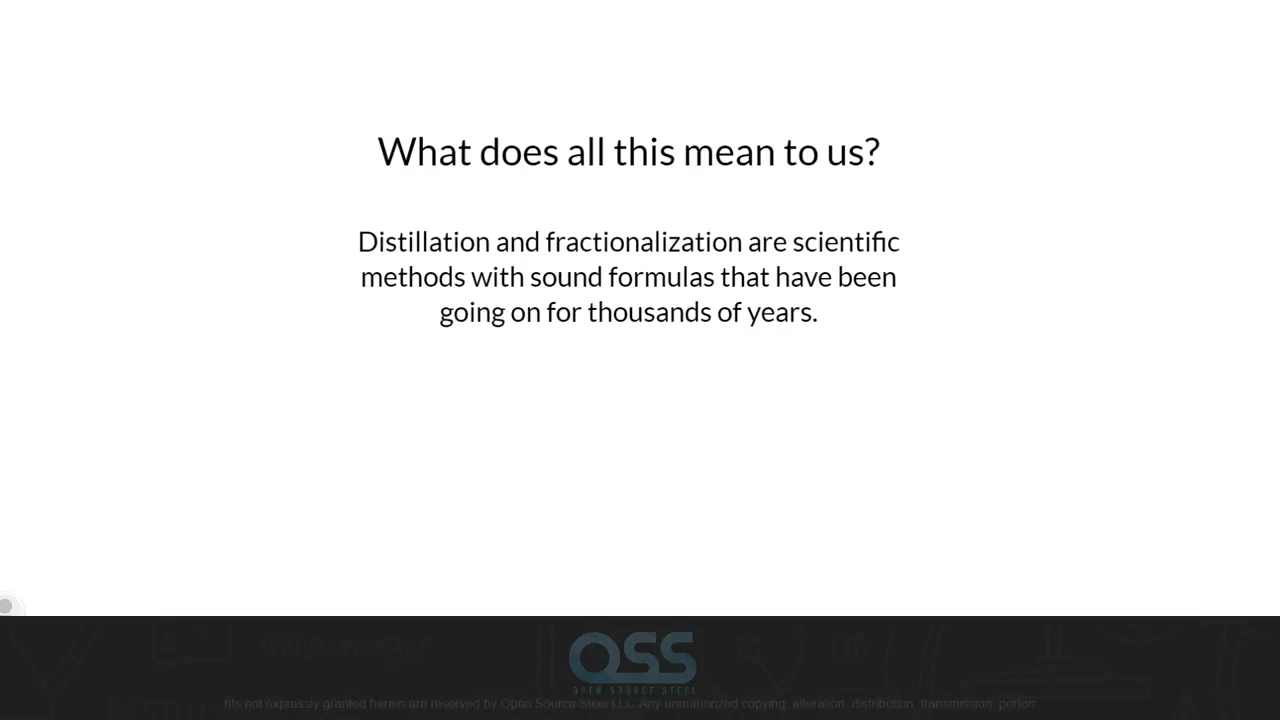 What does all this mean to us?
Distillation and fractionalization are scientific
methods with sound formulas that have been
going on for thousands of years.
OSS
OPEN SOURCE STEEL
hts not expressly granted herein are reserved by Open Source Steel LLC. Any unauthorized copying, alteration, distribution, transmission, perfor